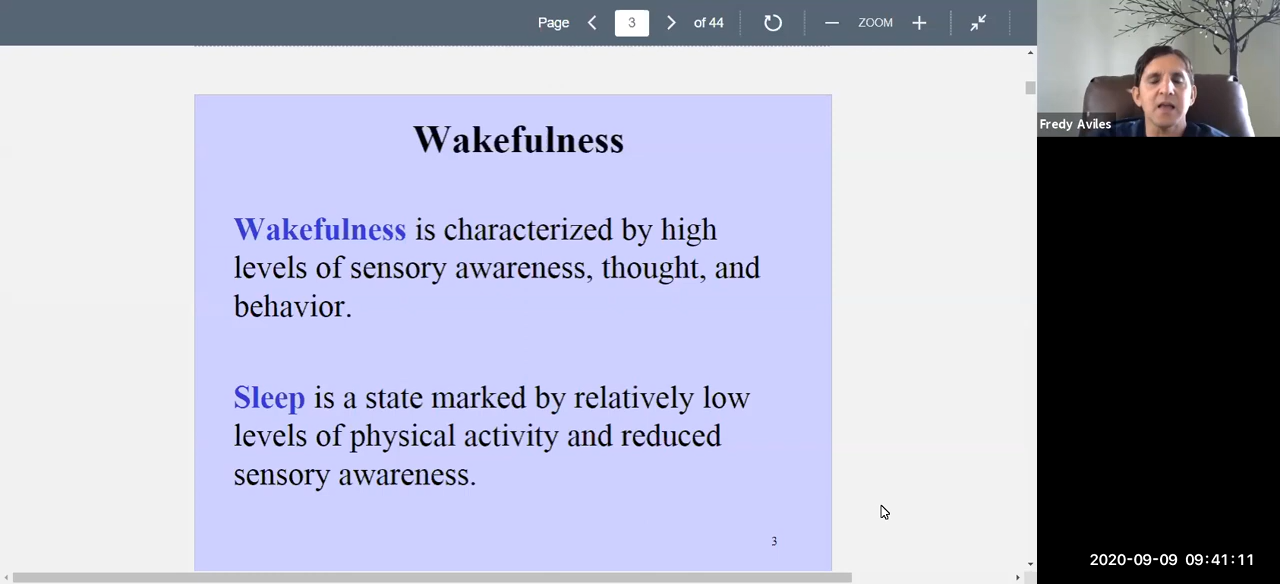 Page 3 of 44 ZOOM
Fredy Aviles
Wakefulness
Wakefulness is characterized by high
levels of sensory awareness, thought, and
behavior.
Sleep is a state marked by relatively low
levels of physical activity and reduced
sensory awareness.
3
2020-09-09 09:41:11